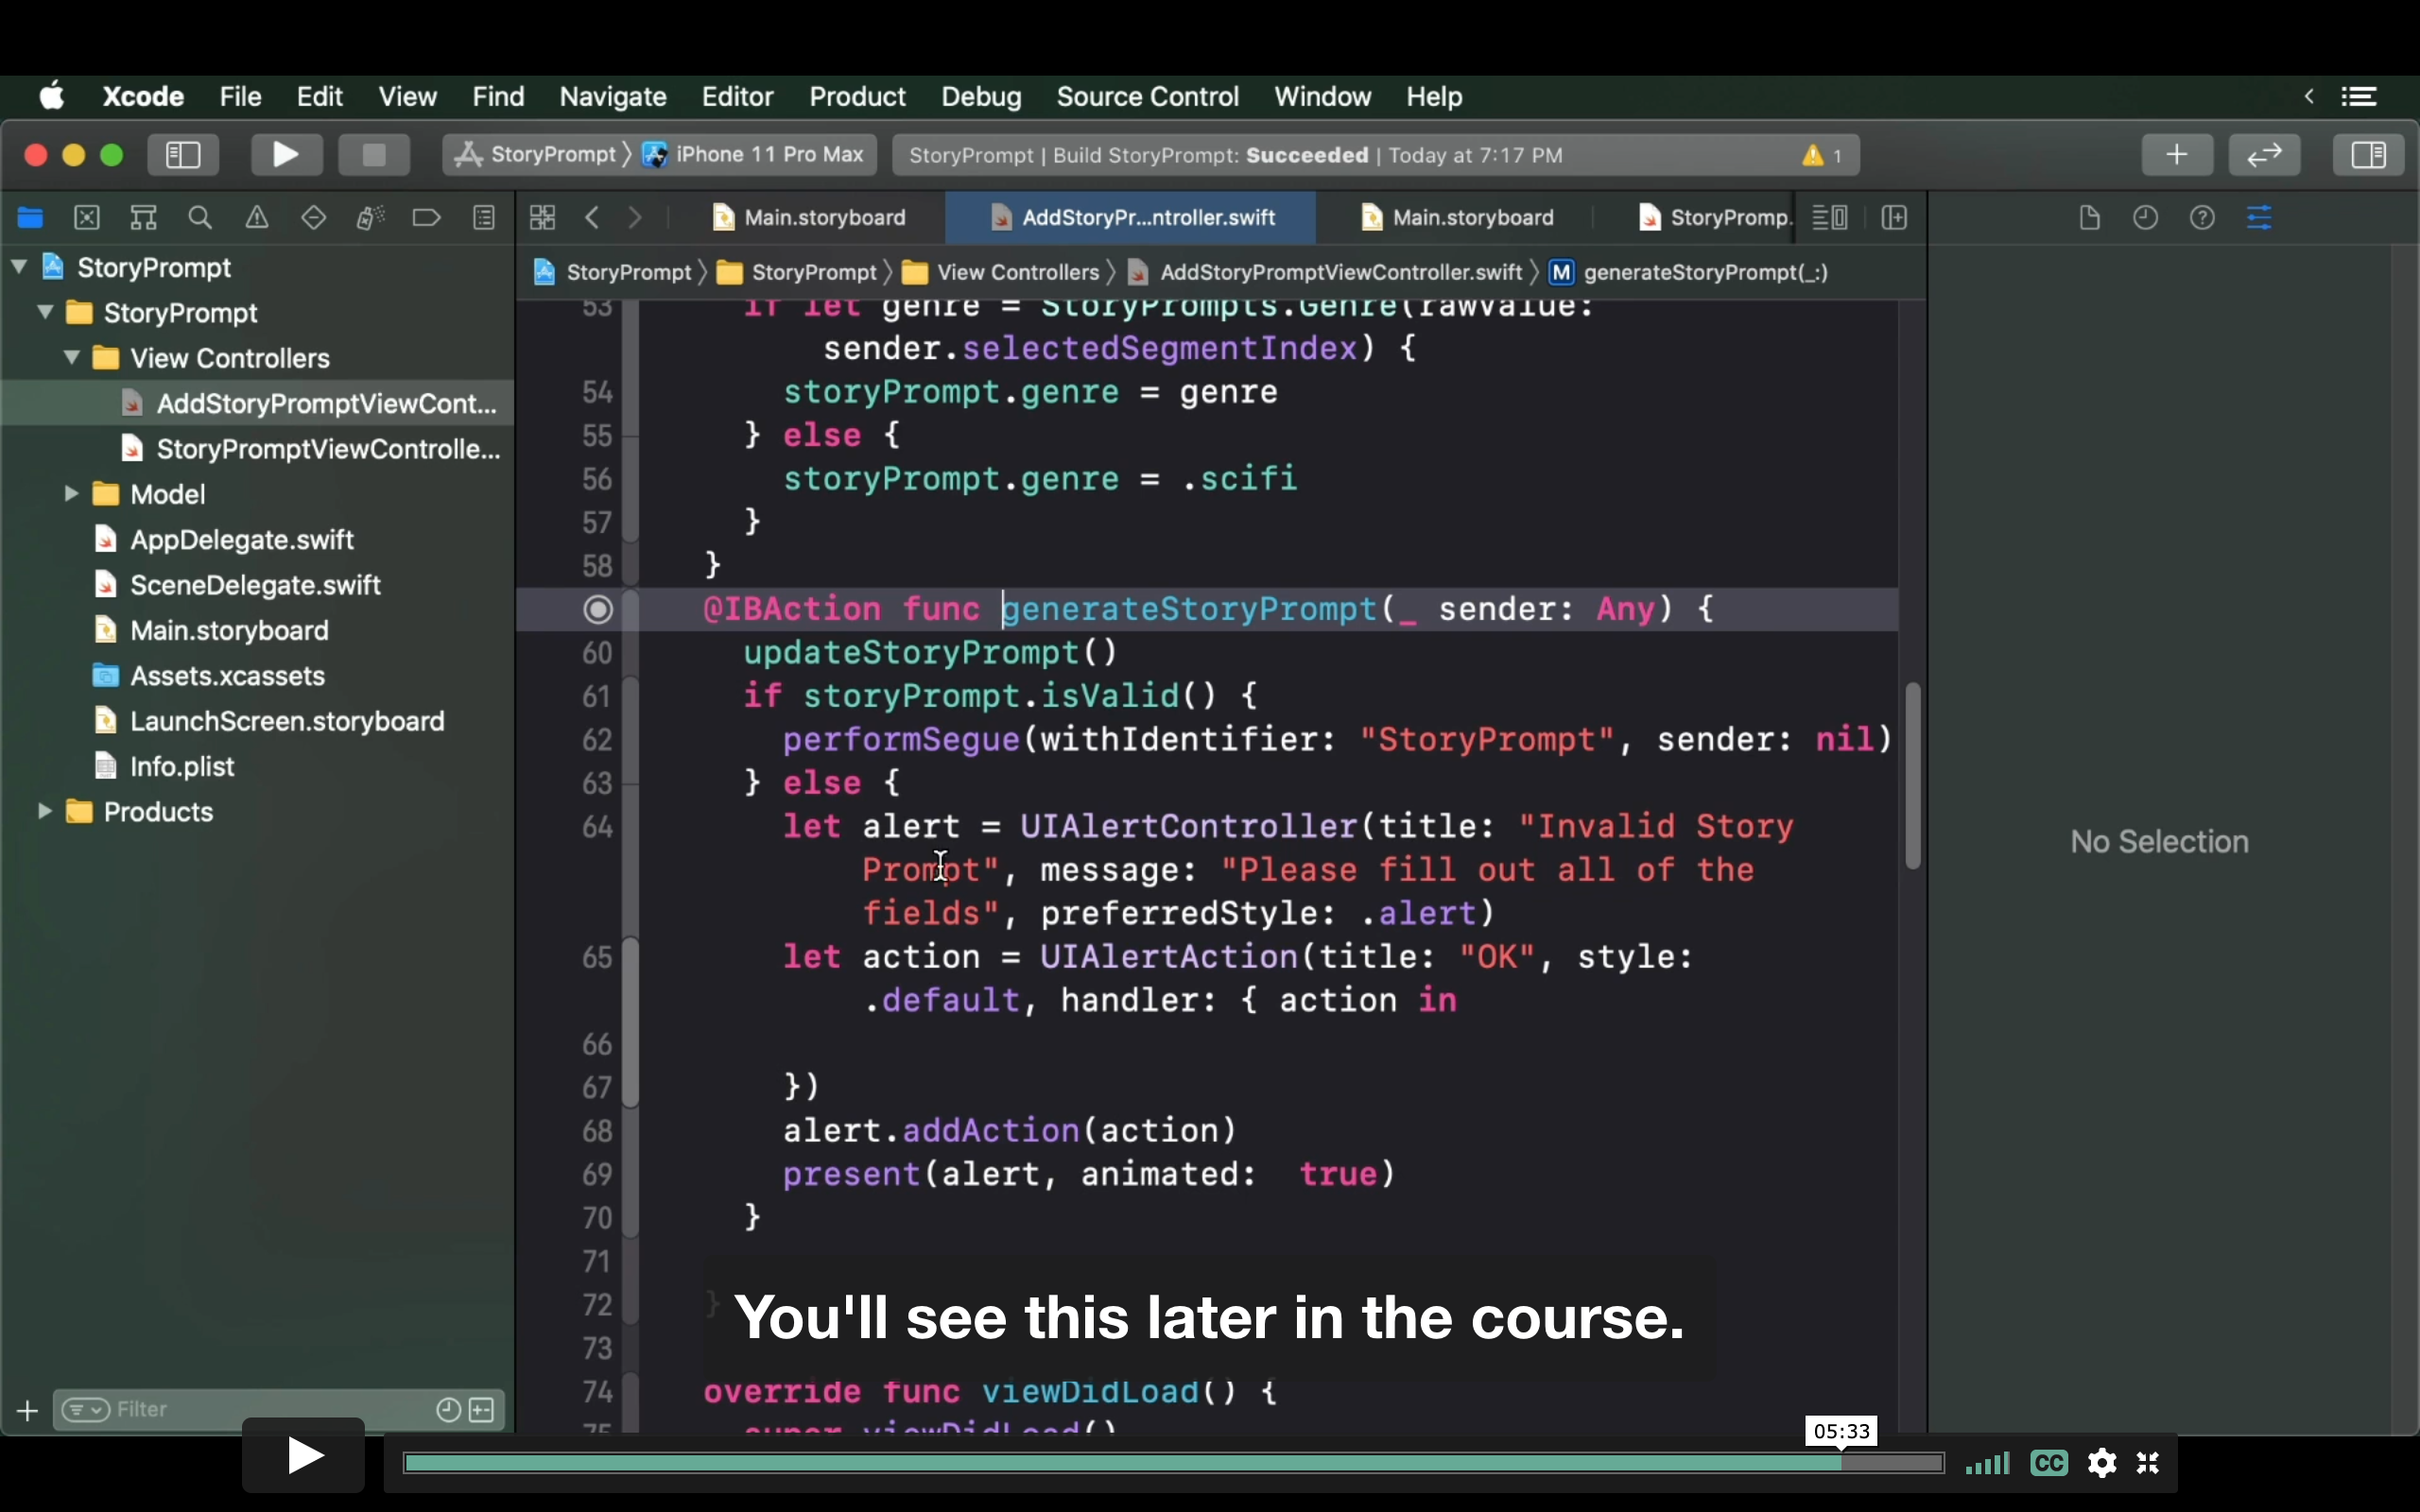 Xcode File Edit View Find Navigate Editor Product Debug Source Control Window Help
StoryPrompt 〉 iPhone 11 Pro Max
StoryPrompt | Build StoryPrompt: Succeeded | Today at 7:17 PM
1
Main.storyboard
AddStoryPr...ntroller.swift
Main.storyboard
StoryPromp.
StoryPrompt 〉 StoryPrompt 〉 View Controllers 〉 AddStoryPromptViewController.swift 〉 M generateStoryPrompt(_:)
StoryPrompt
StoryPrompt
View Controllers
AddStoryPromptViewCont...
StoryPromptViewControlle...
Model
AppDelegate.swift
SceneDelegate.swift
Main.storyboard
Assets.xcassets
LaunchScreen.storyboard
Info.plist
Products
Filter
53 if let genre = StoryPrompts.Genre(rawValue:
sender.selectedSegmentIndex) {
54 storyPrompt.genre = genre
55 } else {
56 storyPrompt.genre = .scifi
57 }
58 }
@IBAction func generateStoryPrompt(_ sender: Any) {
60 updateStoryPrompt()
61 if storyPrompt.isValid() {
62 performSegue(withIdentifier: "StoryPrompt", sender: nil)
63 } else {
64 let alert = UIAlertController(title: "Invalid Story
Prompt", message: "Please fill out all of the
fields", preferredStyle: .alert)
65 let action = UIAlertAction(title: "OK", style:
.default, handler: { action in
66
67 })
68 alert.addAction(action)
69 present(alert, animated:  true)
70 }
71
72 }
73
74 override func viewDidLoad() {
75 super.viewDidLoad()
No Selection
You'll see this later in the course.
05:33
CC